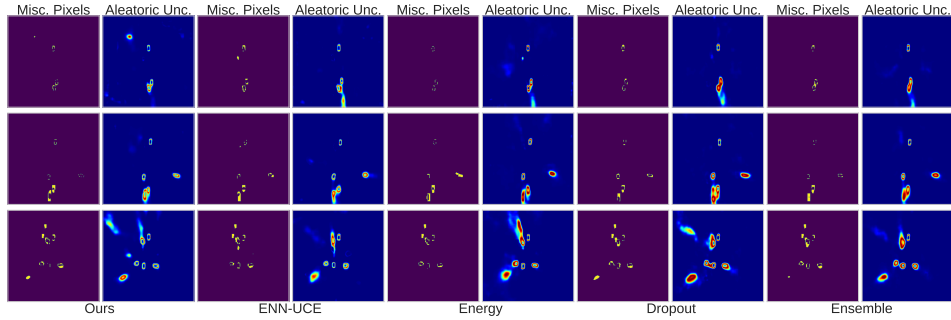 Misc. Pixels Aleatoric Unc. Misc. Pixels Aleatoric Unc. Misc. Pixels Aleatoric Unc. Misc. Pixels Aleatoric Unc. Misc. Pixels Aleatoric Unc.
Ours ENN-UCE Energy Dropout Ensemble